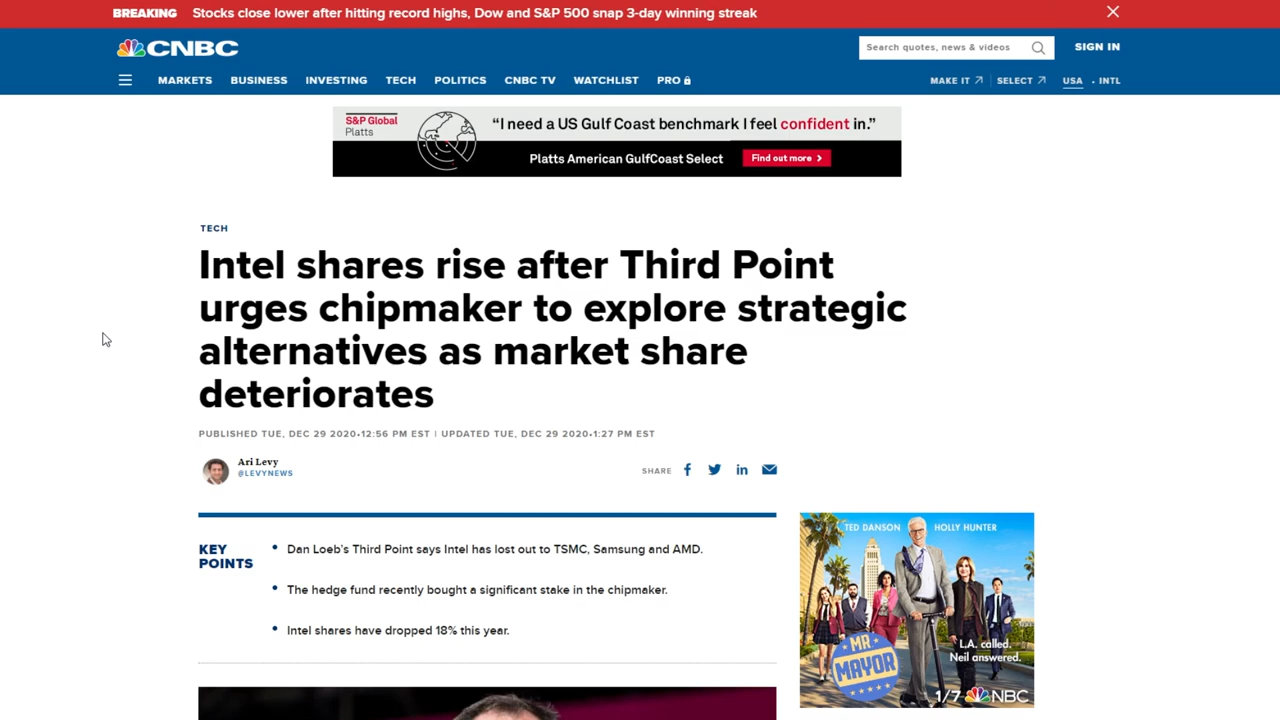 BREAKING Stocks close lower after hitting record highs, Dow and S&P 500 snap 3-day winning streak
CNBC
Search quotes, news & videos
SIGN IN
MARKETS BUSINESS INVESTING TECH POLITICS CNBC TV WATCHLIST PRO
MAKE IT SELECT USA • INTL
S&P Global
Platts
“I need a US Gulf Coast benchmark I feel confident in.”
Platts American GulfCoast Select
Find out more
TECH
Intel shares rise after Third Point
urges chipmaker to explore strategic
alternatives as market share
deteriorates
PUBLISHED TUE, DEC 29 2020•12:56 PM EST | UPDATED TUE, DEC 29 2020•1:27 PM EST
Ari Levy
@LEVYNEWS
SHARE
KEY
POINTS
• Dan Loeb’s Third Point says Intel has lost out to TSMC, Samsung and AMD.
• The hedge fund recently bought a significant stake in the chipmaker.
• Intel shares have dropped 18% this year.
TED DANSON HOLLY HUNTER
MR
MAYOR
L.A. called.
Neil answered.
1/7 NBC